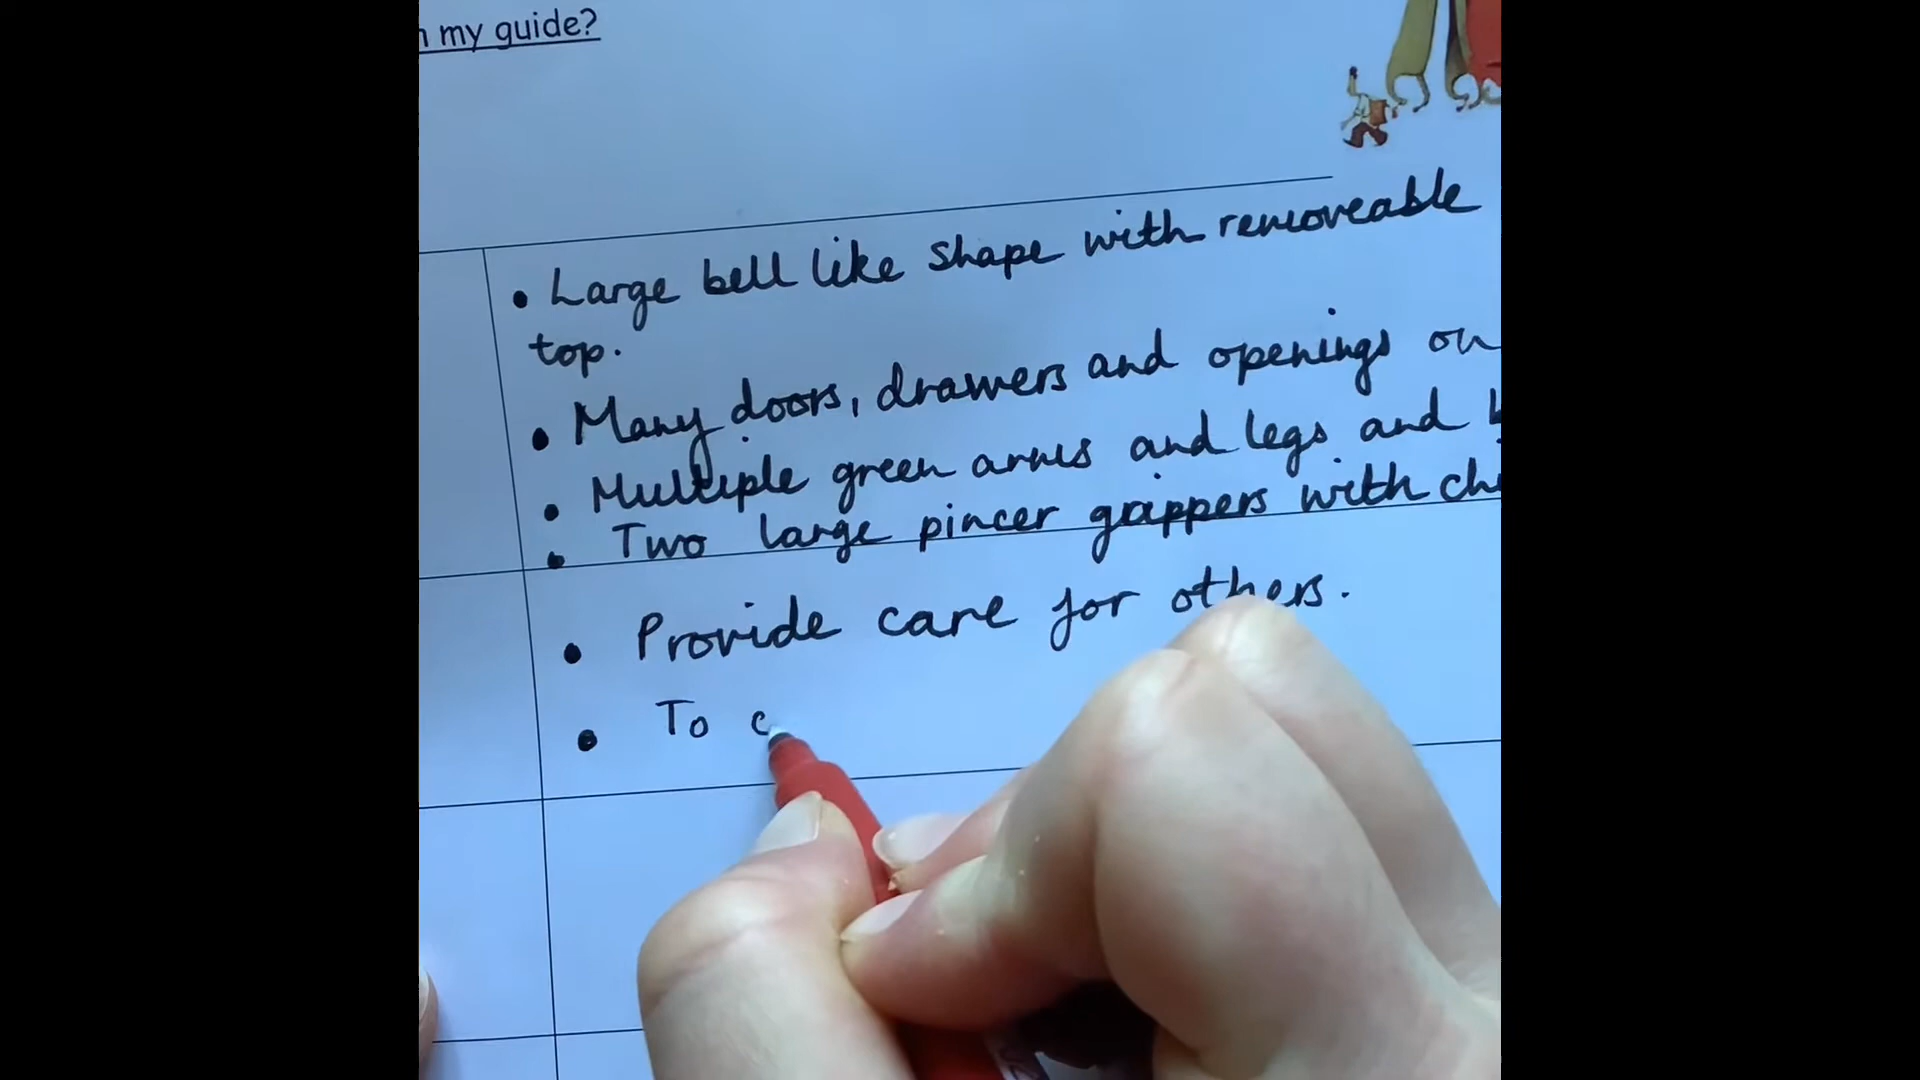 my guide?
• Large bell like shape with removeable
top.
• Many doors, drawers and openings on
• Multiple green arms and legs and
• Two large pincer grippers with
• Provide care for others.
• To